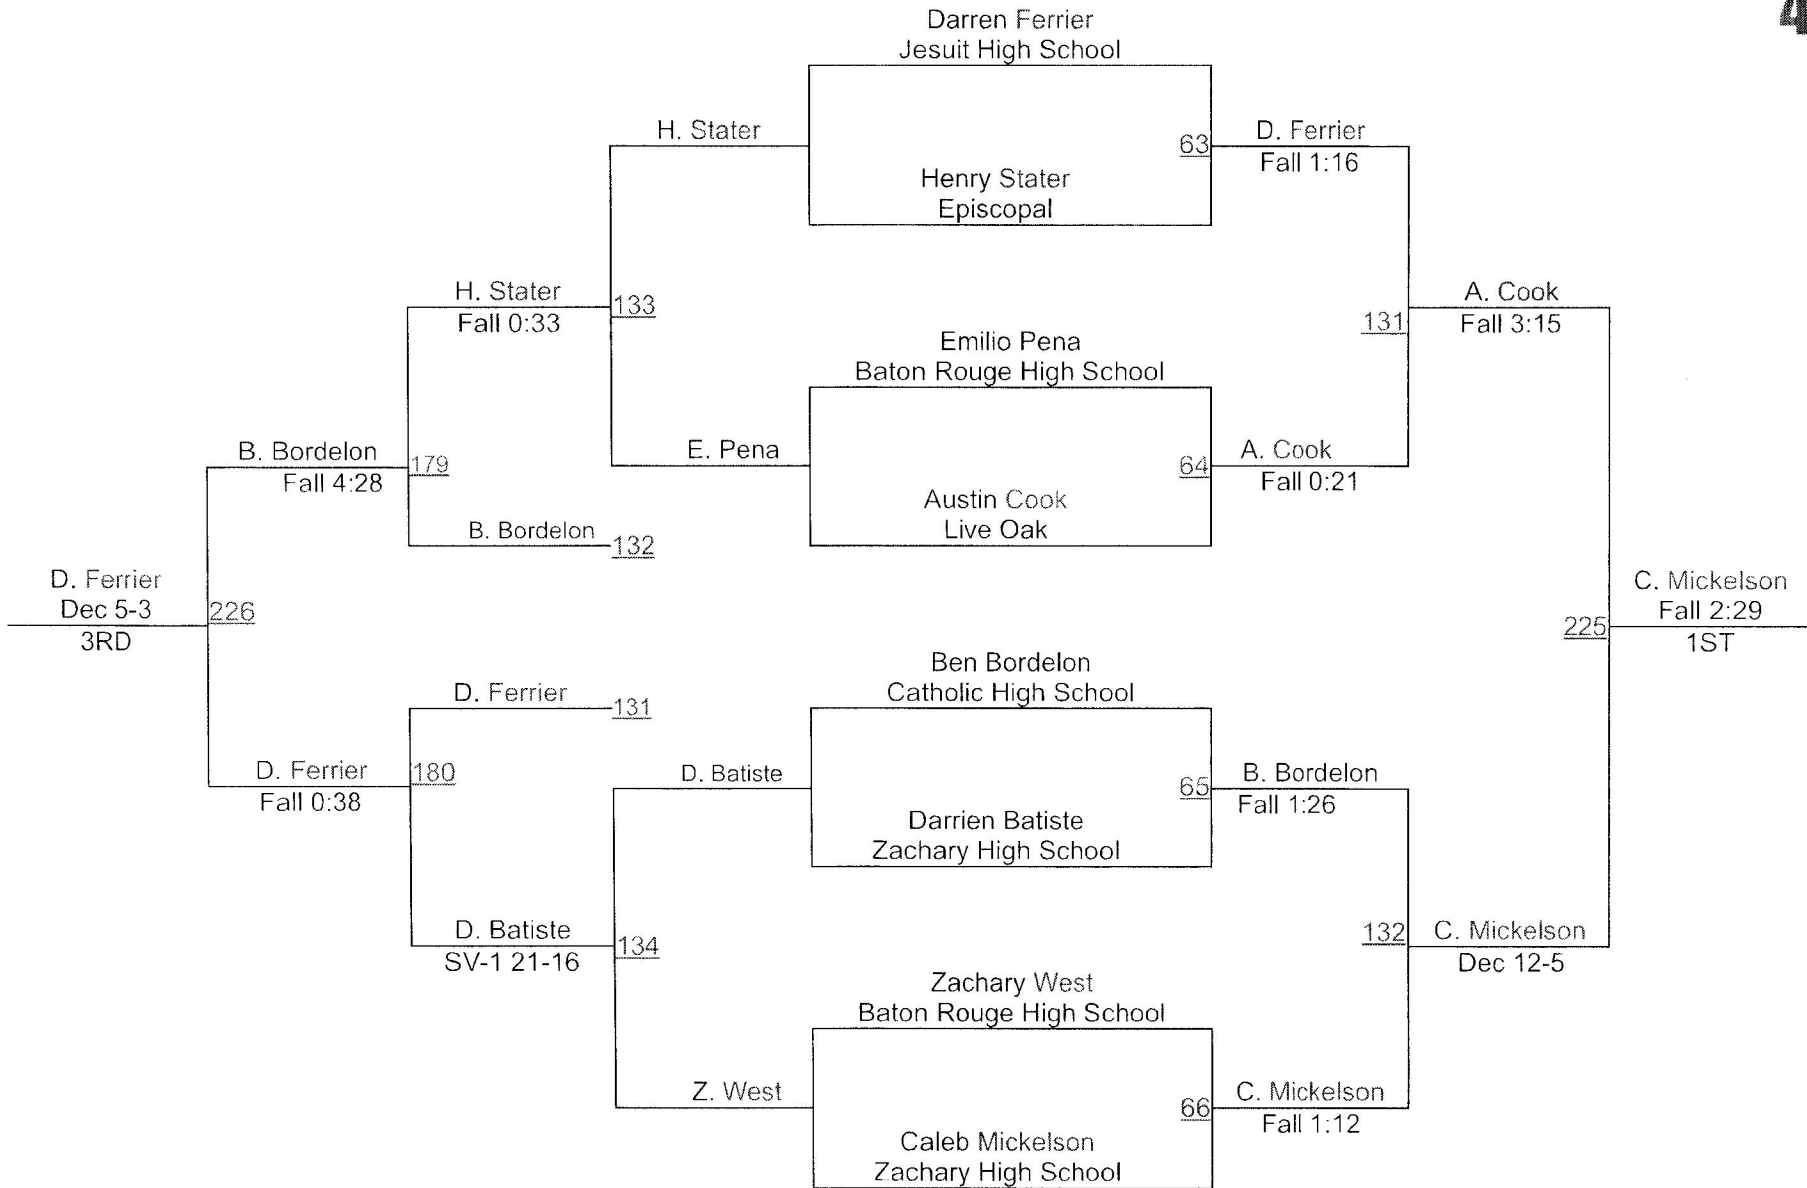 4
Darren Ferrier
Jesuit High School
H. Stater
63
D. Ferrier
Fall 1:16
Henry Stater
Episcopal
H. Stater
Fall 0:33
133
131
A. Cook
Fall 3:15
Emilio Pena
Baton Rouge High School
B. Bordelon
Fall 4:28
179
E. Pena
64
A. Cook
Fall 0:21
Austin Cook
Live Oak
B. Bordelon
132
D. Ferrier
Dec 5-3
3RD
226
225
C. Mickelson
Fall 2:29
1ST
Ben Bordelon
Catholic High School
D. Ferrier
131
D. Ferrier
Fall 0:38
180
D. Batiste
65
B. Bordelon
Fall 1:26
Darrien Batiste
Zachary High School
D. Batiste
SV-1 21-16
134
132
C. Mickelson
Dec 12-5
Zachary West
Baton Rouge High School
Z. West
66
C. Mickelson
Fall 1:12
Caleb Mickelson
Zachary High School